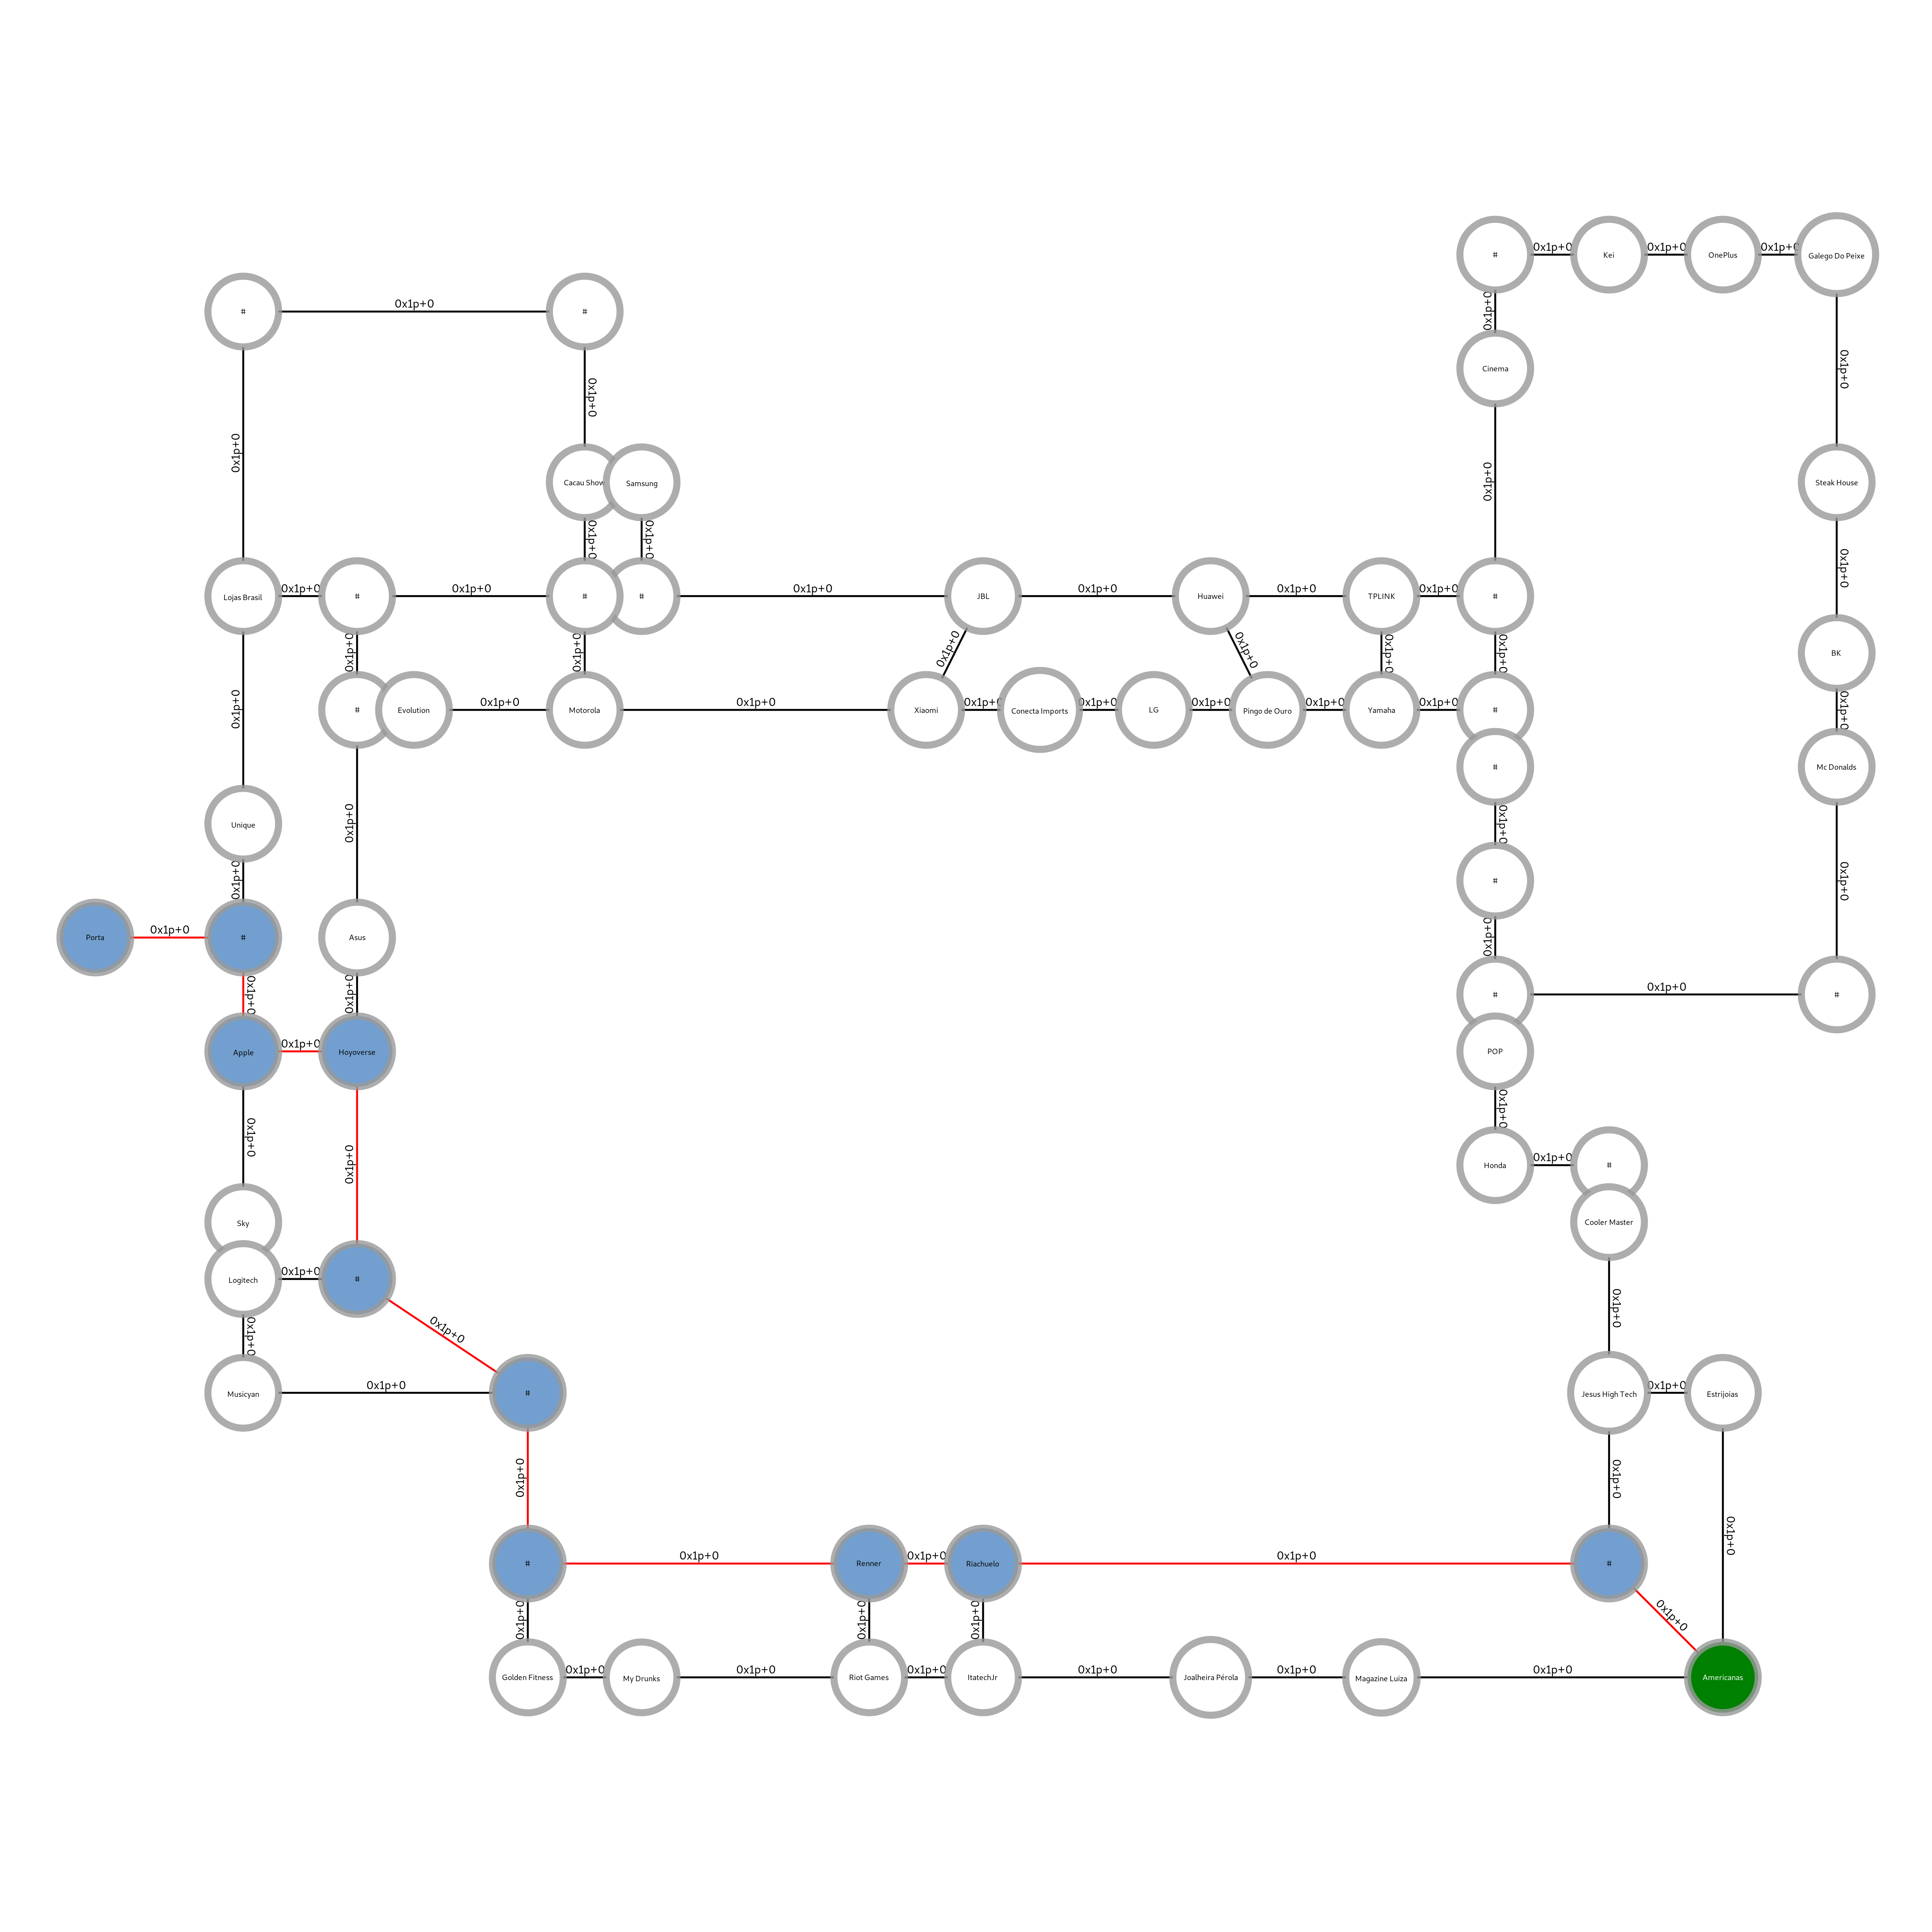 # 0x1p+0 Kei 0x1p+0 OnePlus 0x1p+0 Galego Do Peixe
0x1p+0
# 0x1p+0 #
Cinema
0x1p+0
0x1p+0
0x1p+0
0x1p+0
Cacau Show Samsung
0x1p+0
Steak House
0x1p+0
0x1p+0
0x1p+0
Lojas Brasil 0x1p+0 # 0x1p+0 # # 0x1p+0 JBL 0x1p+0 Huawei 0x1p+0 TPLINK 0x1p+0 #
0x1p+0
0x1p+0
0x1p+0
0x1p+0
0x1p+0
0x1p+0
BK
0x1p+0
# Evolution 0x1p+0 Motorola 0x1p+0 Xiaomi 0x1p+0 Conecta Imports 0x1p+0 LG 0x1p+0 Pingo de Ouro 0x1p+0 Yamaha 0x1p+0 #
0x1p+0
# Mc Donalds
Unique
0x1p+0
0x1p+0
0x1p+0
#
0x1p+0
0x1p+0
Porta 0x1p+0 # Asus
0x1p+0
0x1p+0
0x1p+0
# 0x1p+0 #
Apple 0x1p+0 Hoyoverse POP
0x1p+0
0x1p+0
0x1p+0
Honda 0x1p+0 #
Sky Cooler Master
Logitech 0x1p+0 #
0x1p+0
0x1p+0
0x1p+0
Musicyan 0x1p+0 # Jesus High Tech 0x1p+0 Estrijoias
0x1p+0
0x1p+0
0x1p+0
# 0x1p+0 Renner 0x1p+0 Riachuelo 0x1p+0 #
0x1p+0
0x1p+0
0x1p+0
0x1p+0
Golden Fitness 0x1p+0 My Drunks 0x1p+0 Riot Games 0x1p+0 ItatechJr 0x1p+0 Joalheira Pérola 0x1p+0 Magazine Luiza 0x1p+0 Americanas